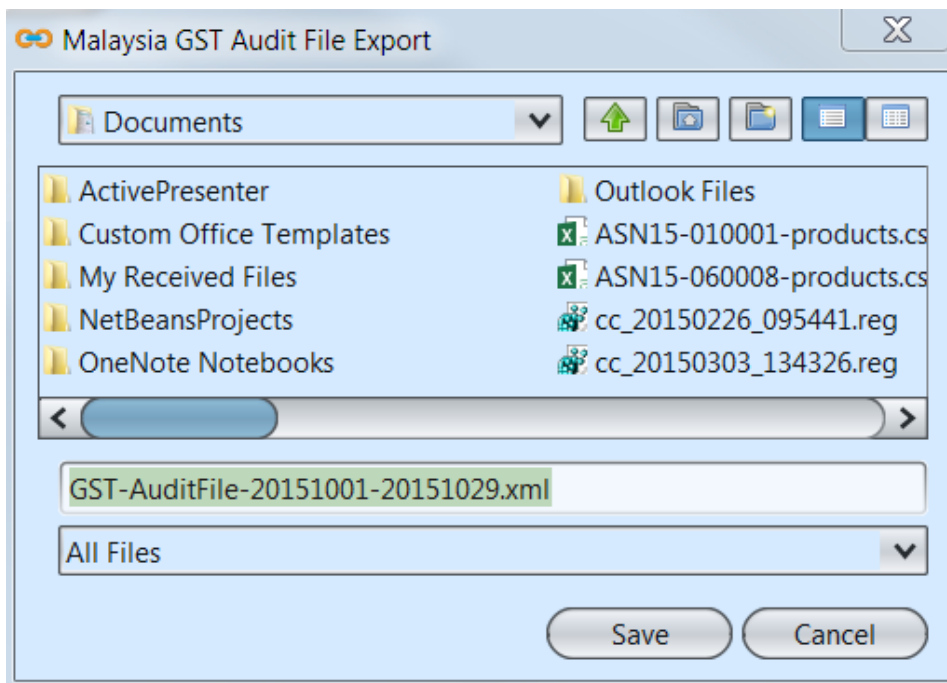 Malaysia GST Audit File Export
Documents
ActivePresenter
Custom Office Templates
My Received Files
NetBeansProjects
OneNote Notebooks
Outlook Files
ASN15-010001-products.cs
ASN15-060008-products.cs
cc_20150226_095441.reg
cc_20150303_134326.reg
GST-AuditFile-20151001-20151029.xml
All Files
Save Cancel